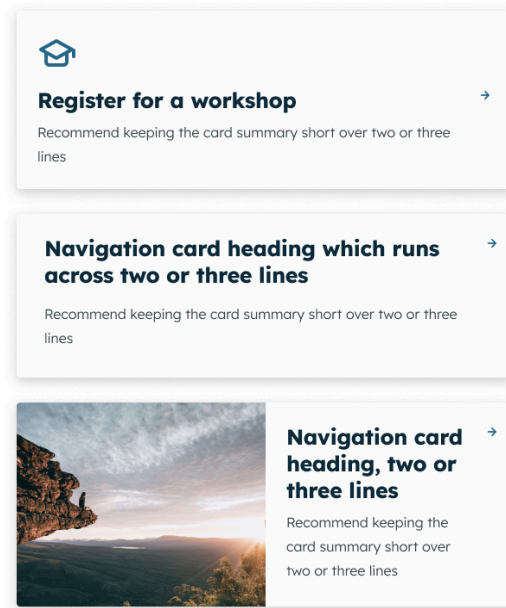 Register for a workshop
Recommend keeping the card summary short over two or three
lines
Navigation card heading which runs
across two or three lines
Recommend keeping the card summary short over two or three
lines
Navigation card
heading, two or
three lines
Recommend keeping the
card summary short over
two or three lines